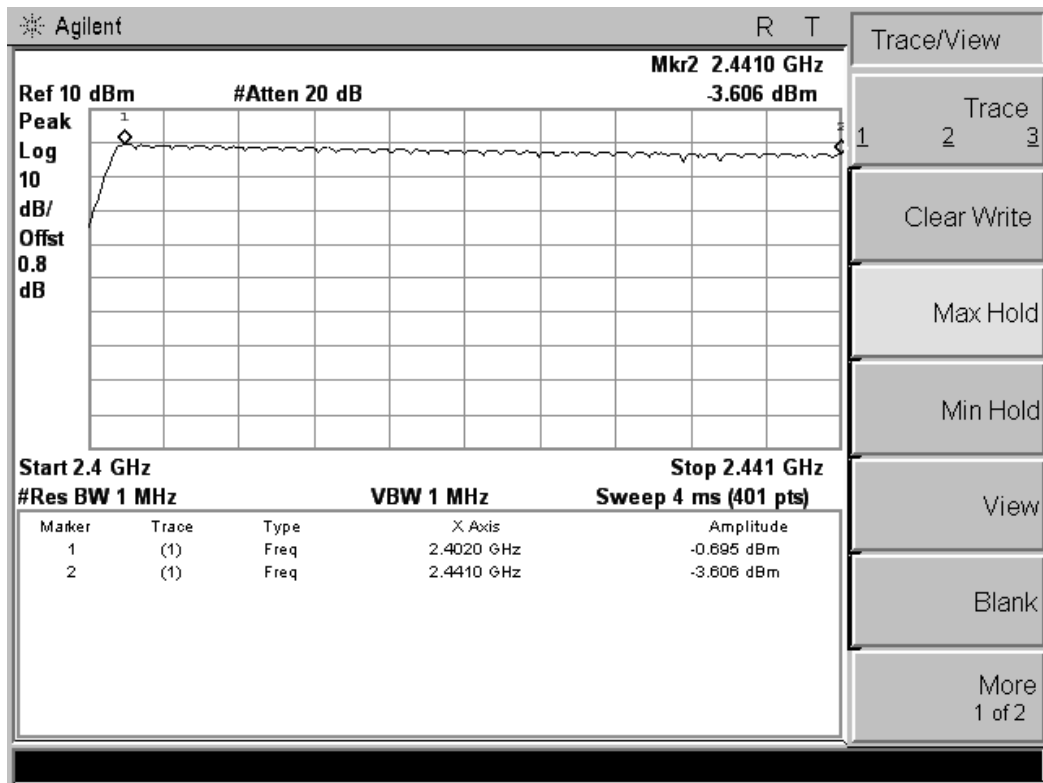 Agilent
R T
Trace/View
Mkr2 2.4410 GHz
Ref 10 dBm #Atten 20 dB -3.606 dBm
Peak
Log
10
dB/
Offst
0.8
dB
1
2
Start 2.4 GHz Stop 2.441 GHz
#Res BW 1 MHz VBW 1 MHz Sweep 4 ms (401 pts)
Marker Trace Type X Axis Amplitude
1 (1) Freq 2.4020 GHz -0.695 dBm
2 (1) Freq 2.4410 GHz -3.606 dBm
Trace
1 2 3
Clear Write
Max Hold
Min Hold
View
Blank
More
1 of 2